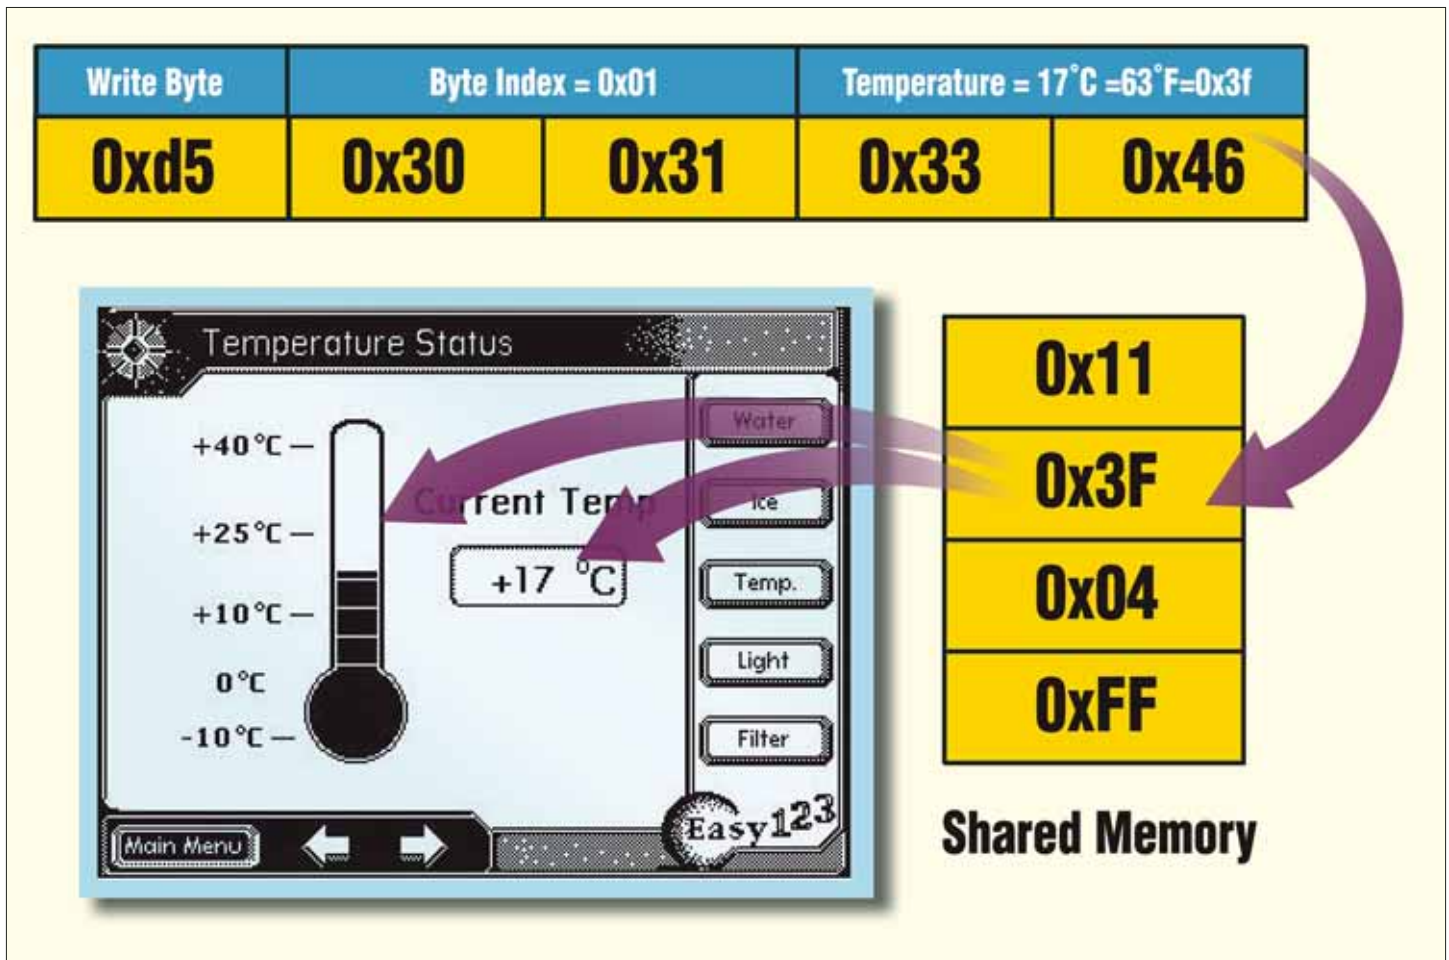 Write Byte Byte Index = 0x01 Temperature = 17°C =63°F=0x3f
0xd5 0x30 0x31 0x33 0x46
Temperature Status
+40°C
+25°C
+10°C
0°C
-10°C
Current Temp
+17 °C
Water
Ice
Temp.
Light
Filter
Main Menu
Easy123
0x11
0x3F
0x04
0xFF
Shared Memory